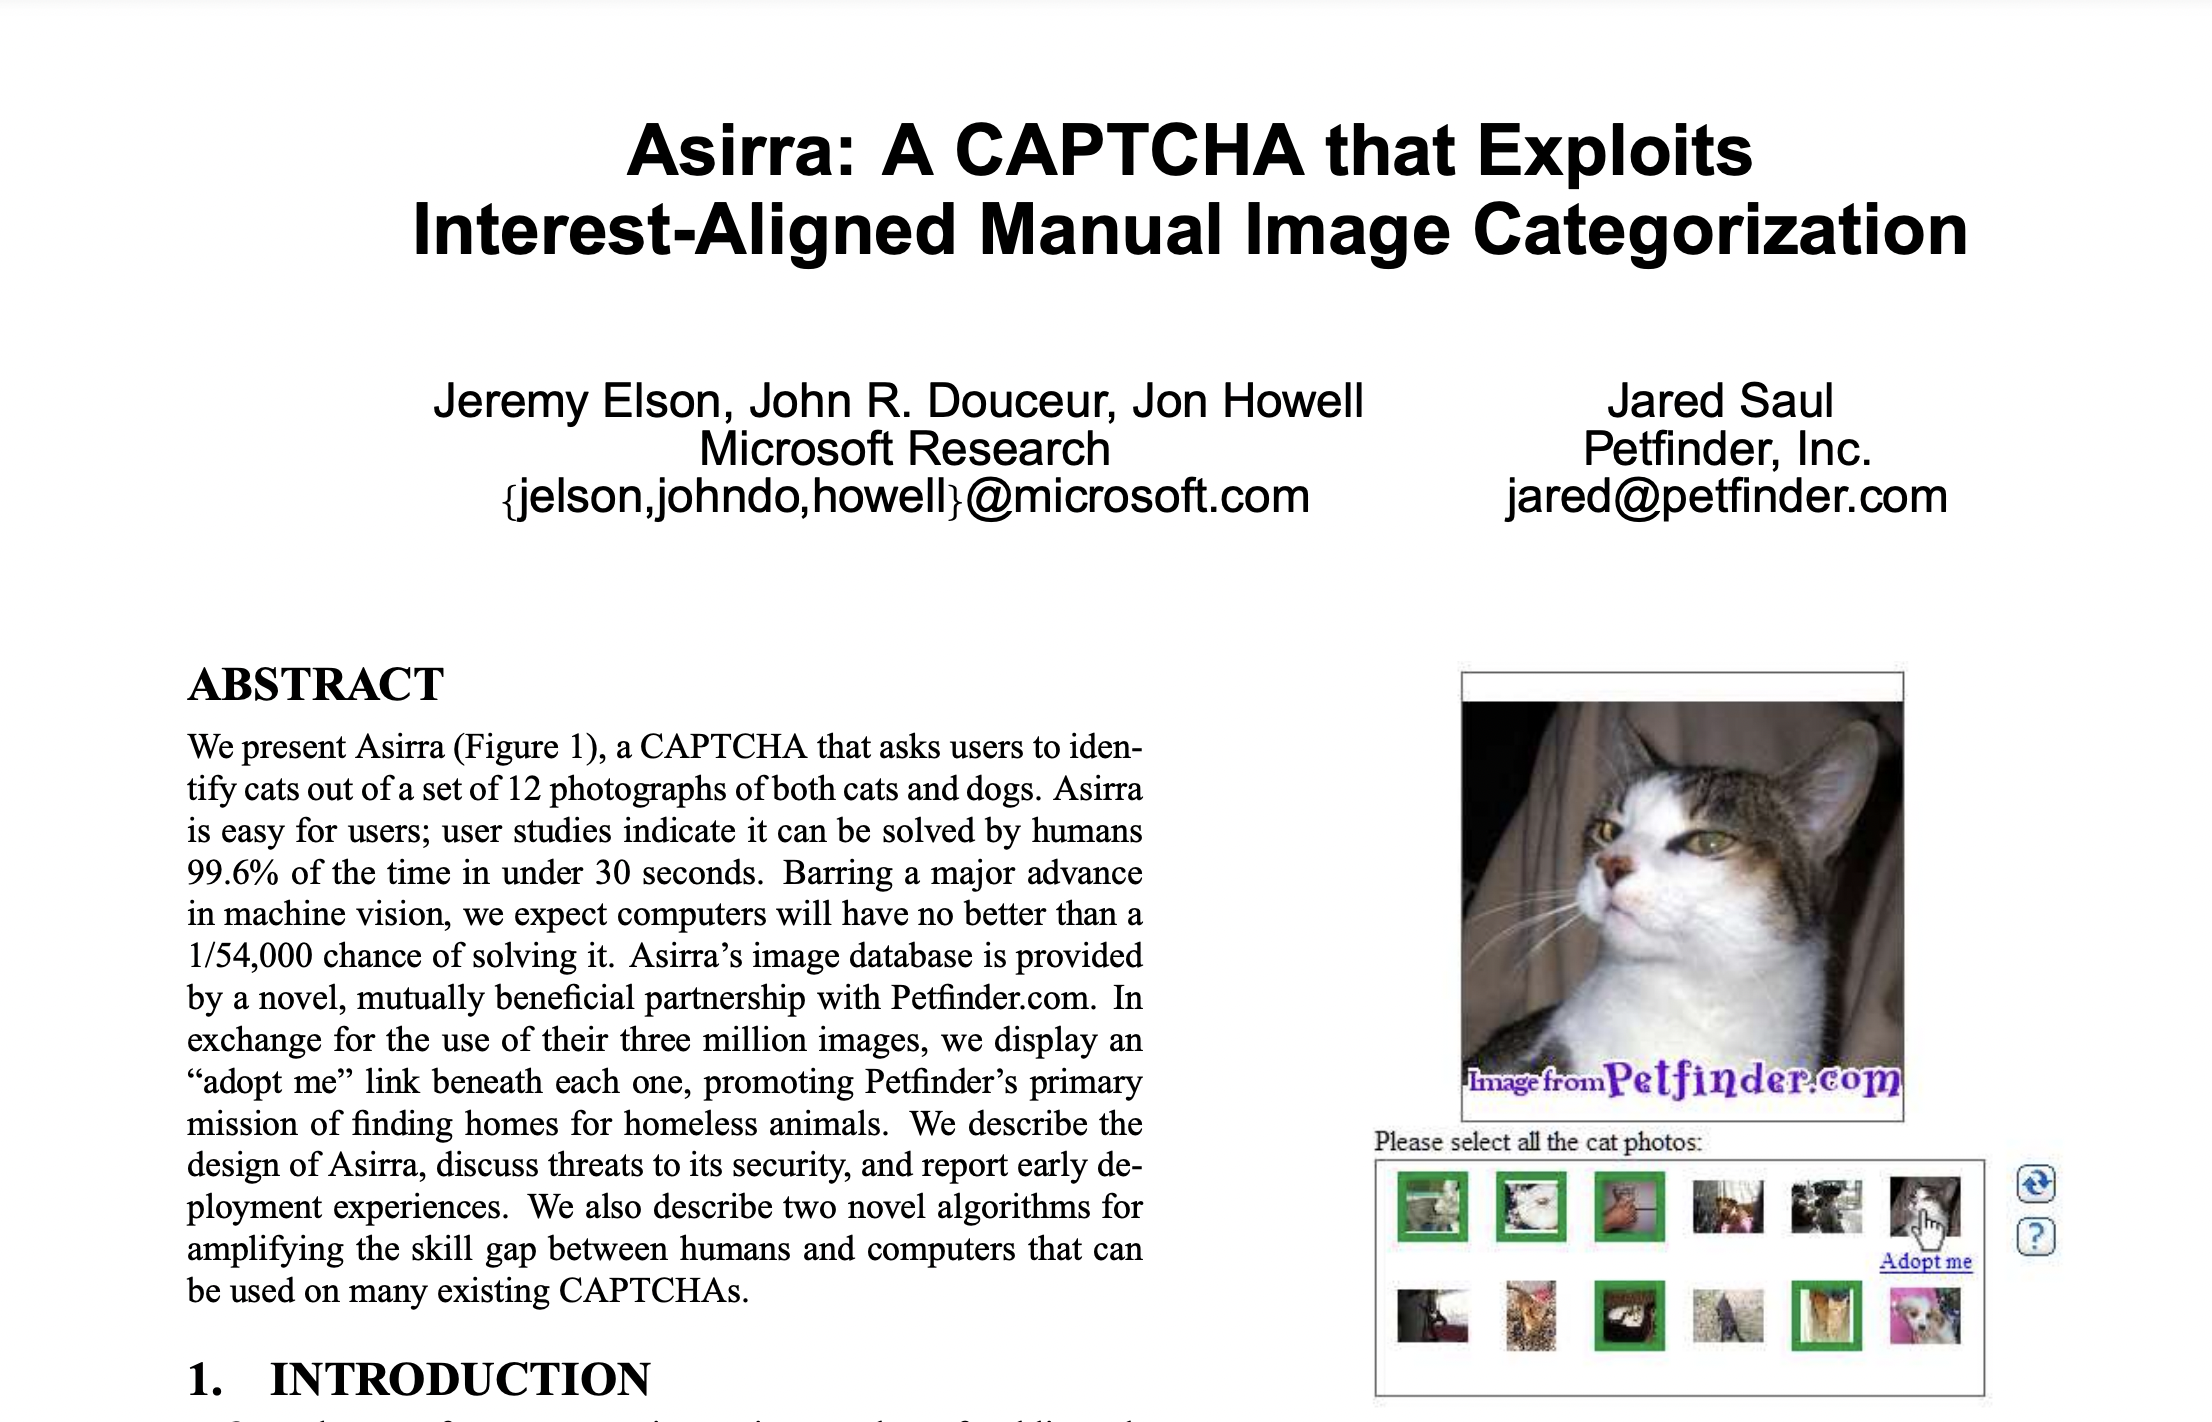 Asirra: A CAPTCHA that Exploits
Interest-Aligned Manual Image Categorization
Jeremy Elson, John R. Douceur, Jon Howell
Microsoft Research
{jelson,johndo,howell}@microsoft.com
Jared Saul
Petfinder, Inc.
jared@petfinder.com
ABSTRACT
We present Asirra (Figure 1), a CAPTCHA that asks users to iden-
tify cats out of a set of 12 photographs of both cats and dogs. Asirra
is easy for users; user studies indicate it can be solved by humans
99.6% of the time in under 30 seconds. Barring a major advance
in machine vision, we expect computers will have no better than a
1/54,000 chance of solving it. Asirra’s image database is provided
by a novel, mutually beneficial partnership with Petfinder.com. In
exchange for the use of their three million images, we display an
“adopt me” link beneath each one, promoting Petfinder’s primary
mission of finding homes for homeless animals. We describe the
design of Asirra, discuss threats to its security, and report early de-
ployment experiences. We also describe two novel algorithms for
amplifying the skill gap between humans and computers that can
be used on many existing CAPTCHAs.
1. INTRODUCTION
Image from Petfinder.com
Please select all the cat photos:
Adopt me
?